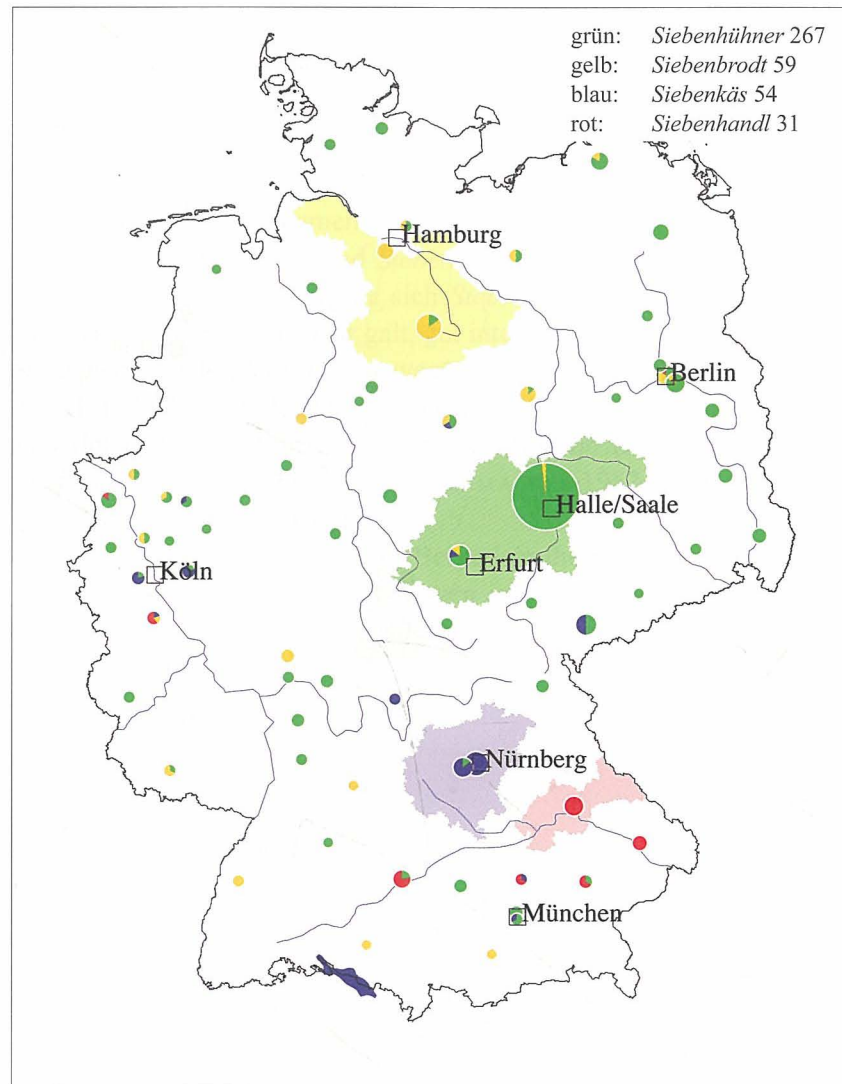 grün: Siebenhühner 267
gelb: Siebenbrodt 59
blau: Siebenkäs 54
rot: Siebenhandl 31
Hamburg
Berlin
Halle/Saale
Erfurt
Köln
Nürnberg
München